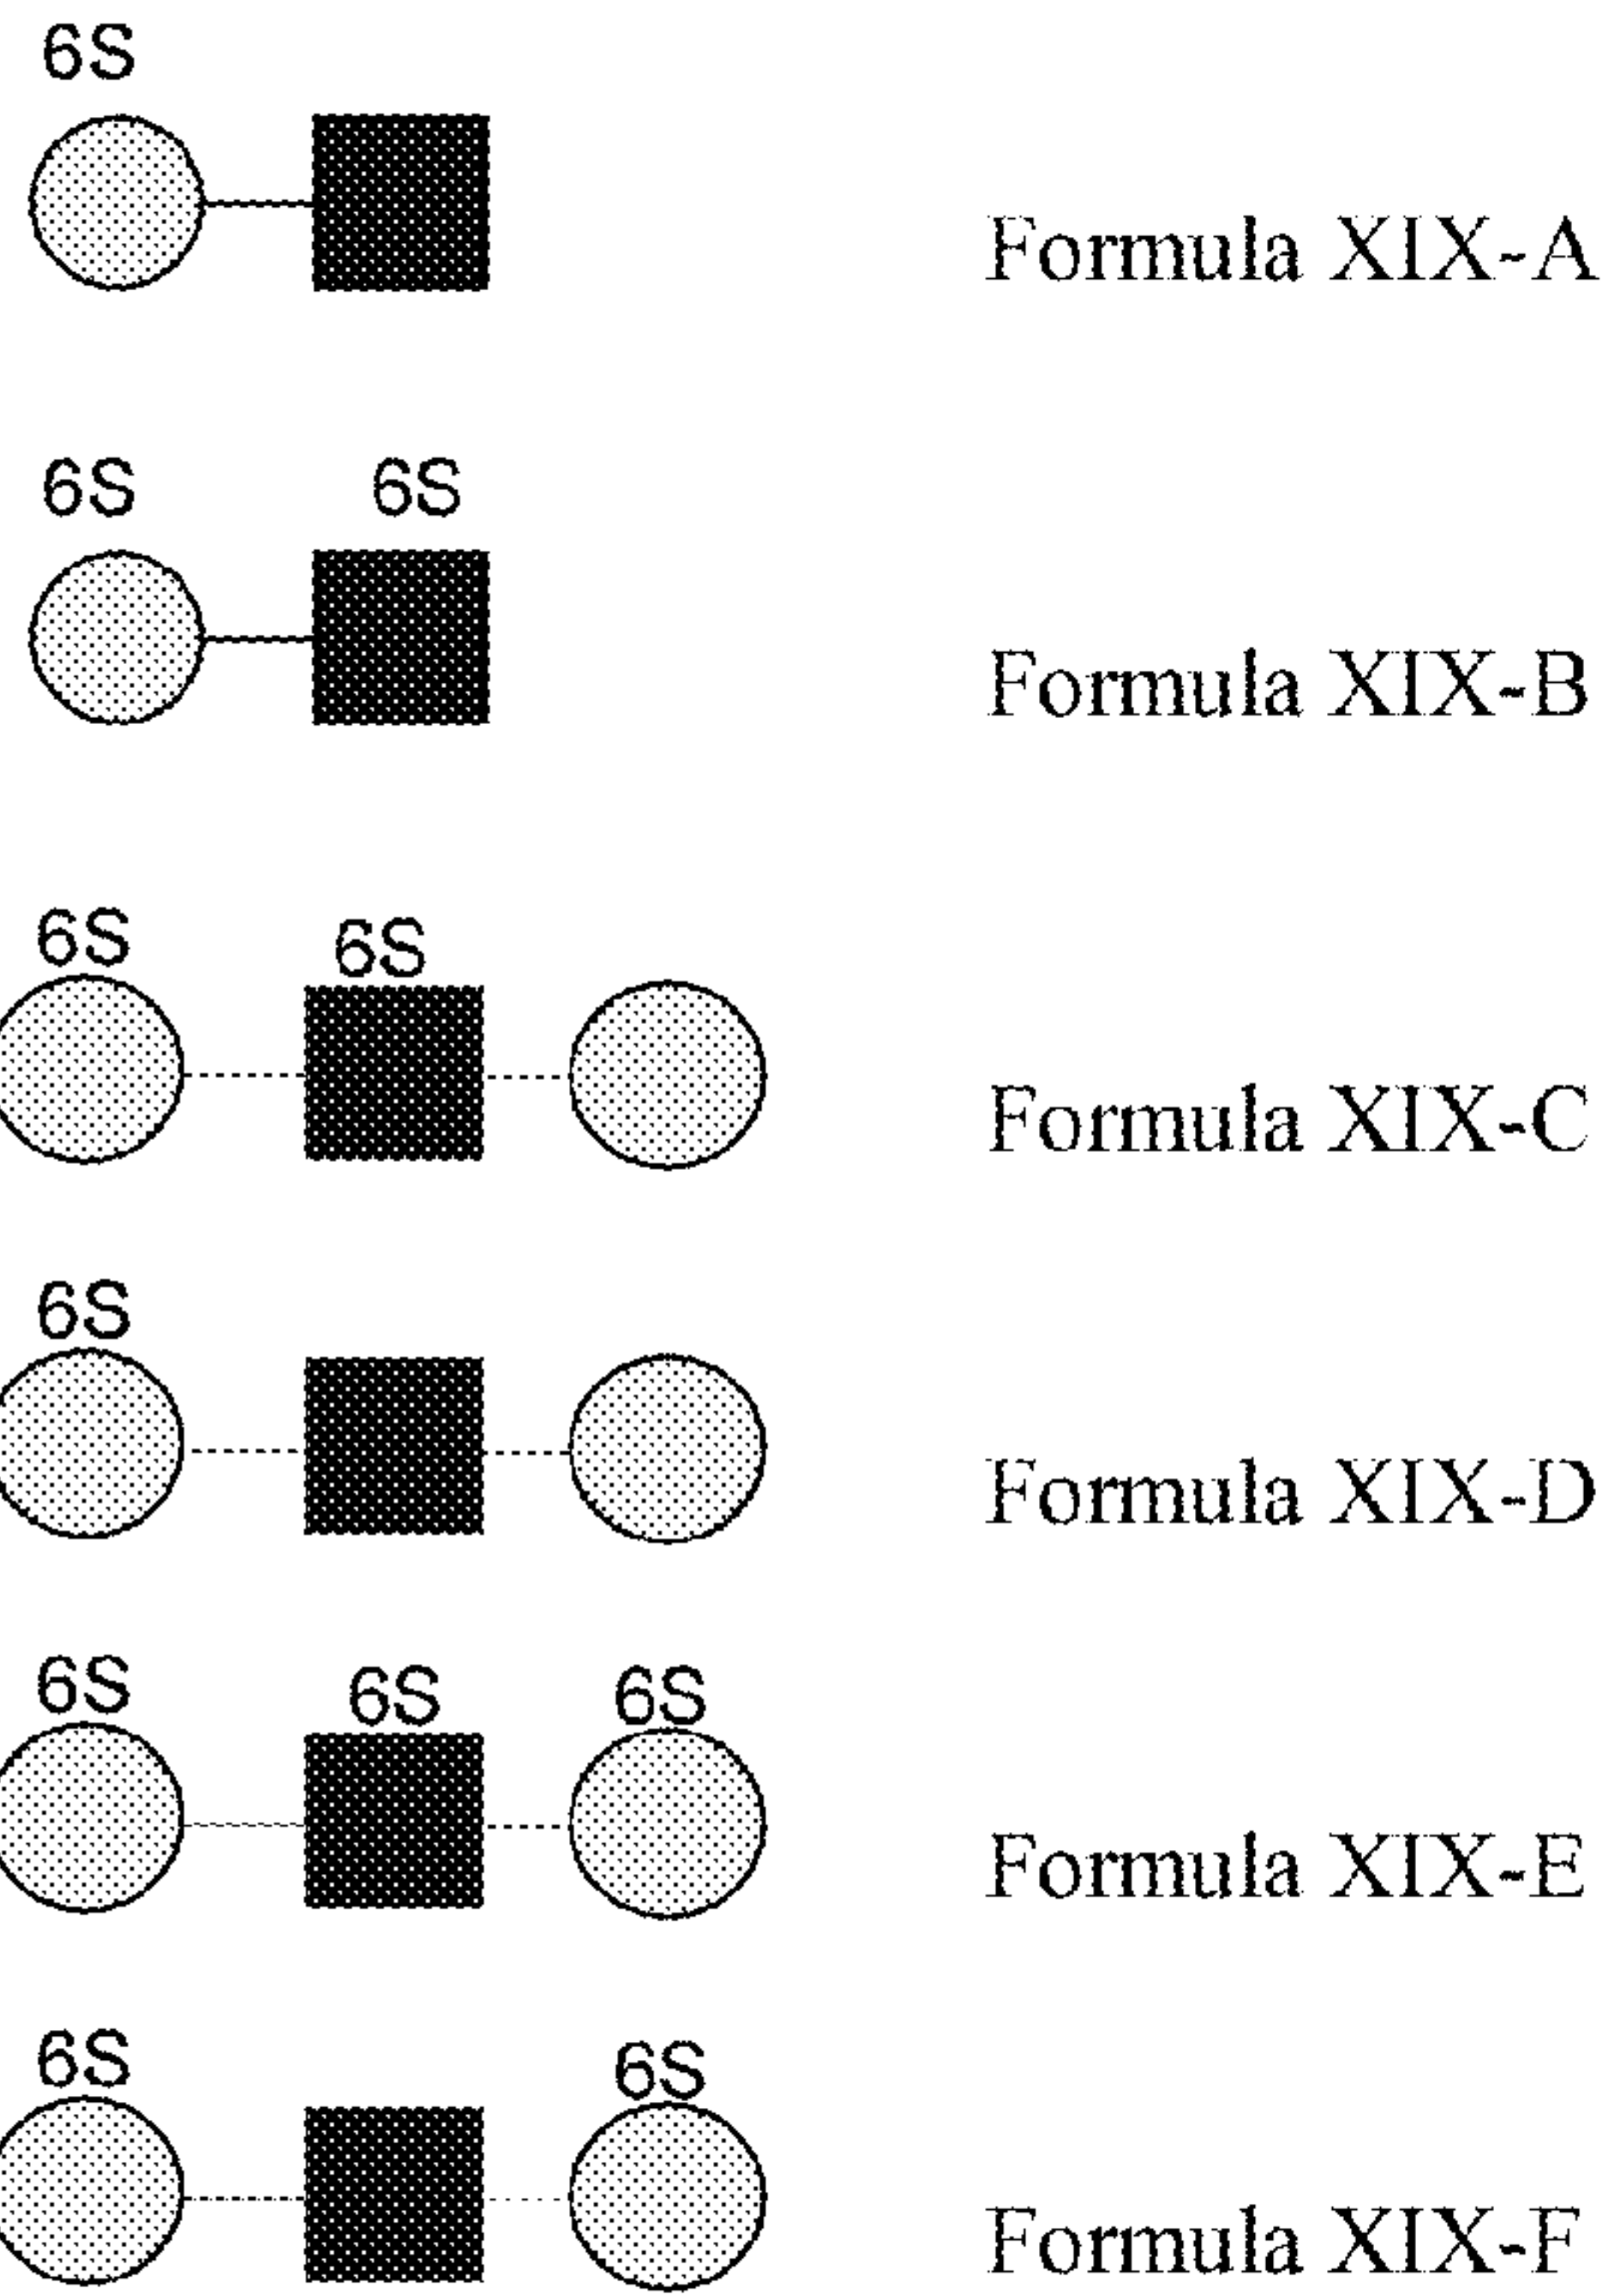 6S
Formula XIX-A
6S 6S
Formula XIX-B
6S 6S
Formula XIX-C
6S
Formula XIX-D
6S 6S 6S
Formula XIX-E
6S 6S
Formula XIX-F